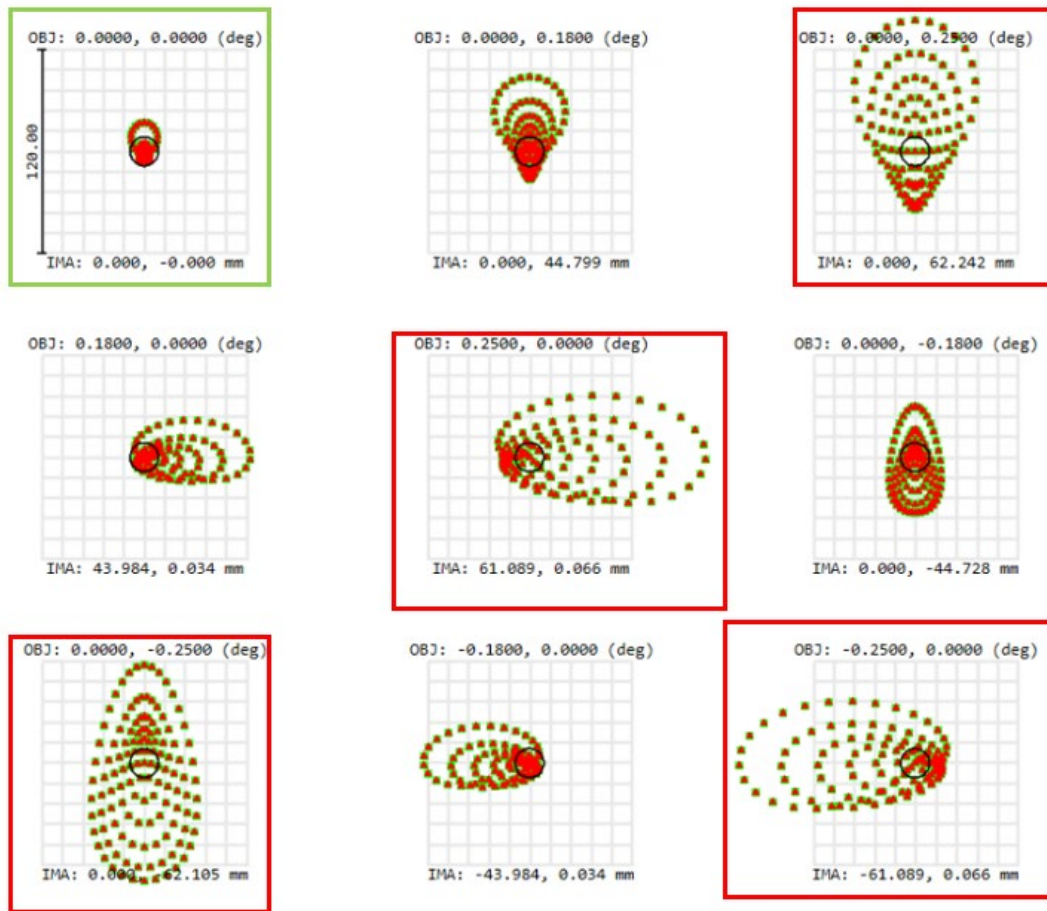 OBJ: 0.0000, 0.0000 (deg)
OBJ: 0.0000, 0.1800 (deg)
OBJ: 0.0000, 0.2500 (deg)
120.00
IMA: 0.000, -0.000 mm
IMA: 0.000, 44.799 mm
IMA: 0.000, 62.242 mm
OBJ: 0.1800, 0.0000 (deg)
OBJ: 0.2500, 0.0000 (deg)
OBJ: 0.0000, -0.1800 (deg)
IMA: 43.984, 0.034 mm
IMA: 61.089, 0.066 mm
IMA: 0.000, -44.728 mm
OBJ: 0.0000, -0.2500 (deg)
OBJ: -0.1800, 0.0000 (deg)
OBJ: -0.2500, 0.0000 (deg)
IMA: 0.000, -62.105 mm
IMA: -43.984, 0.034 mm
IMA: -61.089, 0.066 mm